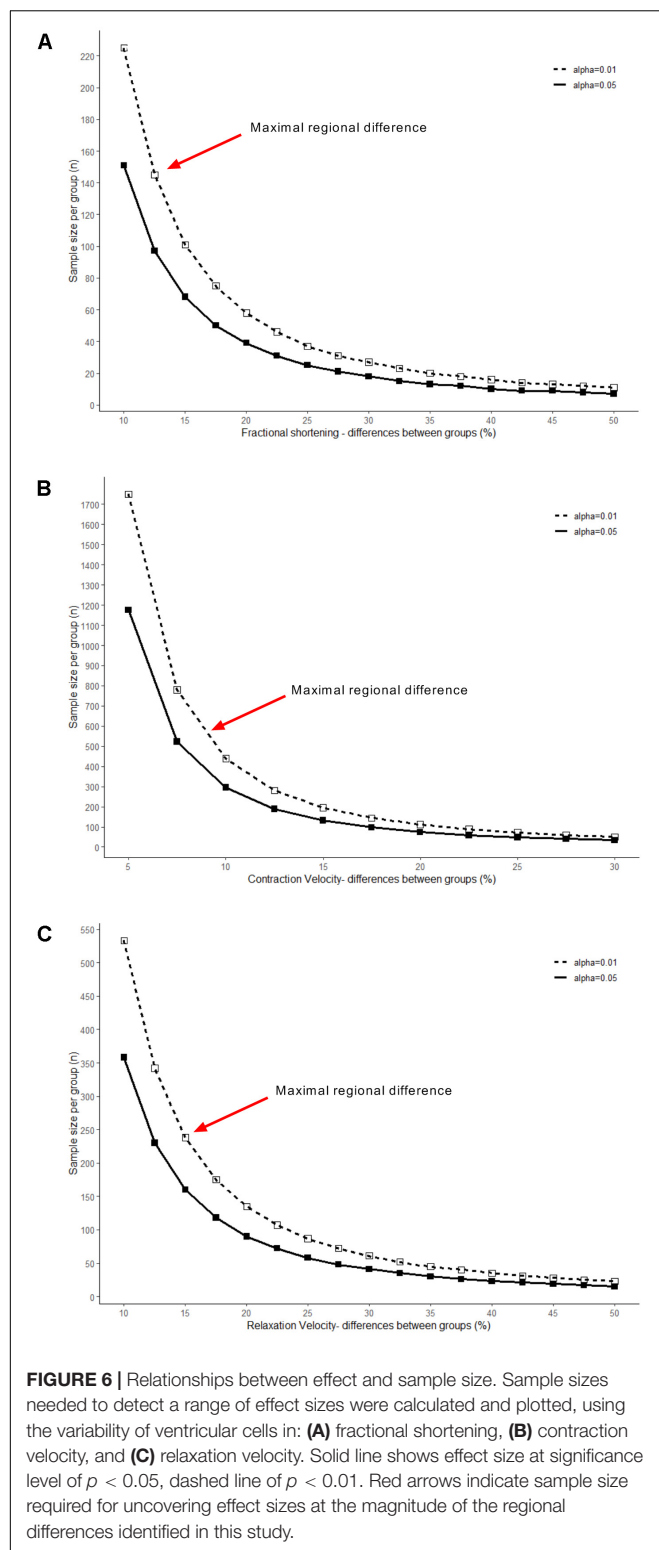 A
220
200
180
160
140
120
100
80
60
40
20
0
Sample size per group (n)
alpha=0.01
alpha=0.05
Maximal regional difference
10 15 20 25 30 35 40 45 50
Fractional shortening - differences between groups (%)
B
1700
1600
1500
1400
1300
1200
1100
1000
900
800
700
600
500
400
300
200
100
0
Sample size per group (n)
alpha=0.01
alpha=0.05
Maximal regional difference
5 10 15 20 25 30
Contraction Velocity- differences between groups (%)
C
550
500
450
400
350
300
250
200
150
100
50
0
Sample size per group (n)
alpha=0.01
alpha=0.05
Maximal regional difference
10 15 20 25 30 35 40 45 50
Relaxation Velocity- differences between groups (%)
FIGURE 6 | Relationships between effect and sample size. Sample sizes
needed to detect a range of effect sizes were calculated and plotted, using
the variability of ventricular cells in: (A) fractional shortening, (B) contraction
velocity, and (C) relaxation velocity. Solid line shows effect size at significance
level of p < 0.05, dashed line of p < 0.01. Red arrows indicate sample size
required for uncovering effect sizes at the magnitude of the regional
differences identified in this study.